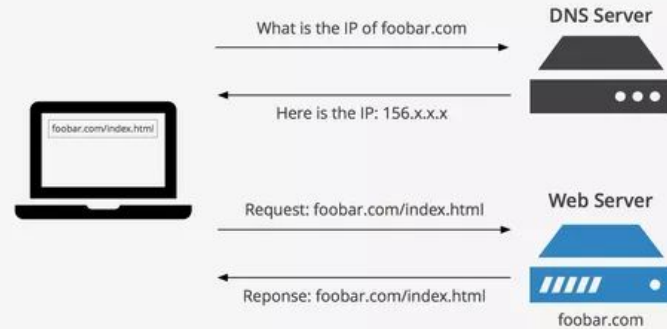 What is the IP of foobar.com
DNS Server
Here is the IP: 156.x.x.x
foobar.com/index.html
Request: foobar.com/index.html
Web Server
Reponse: foobar.com/index.html
foobar.com